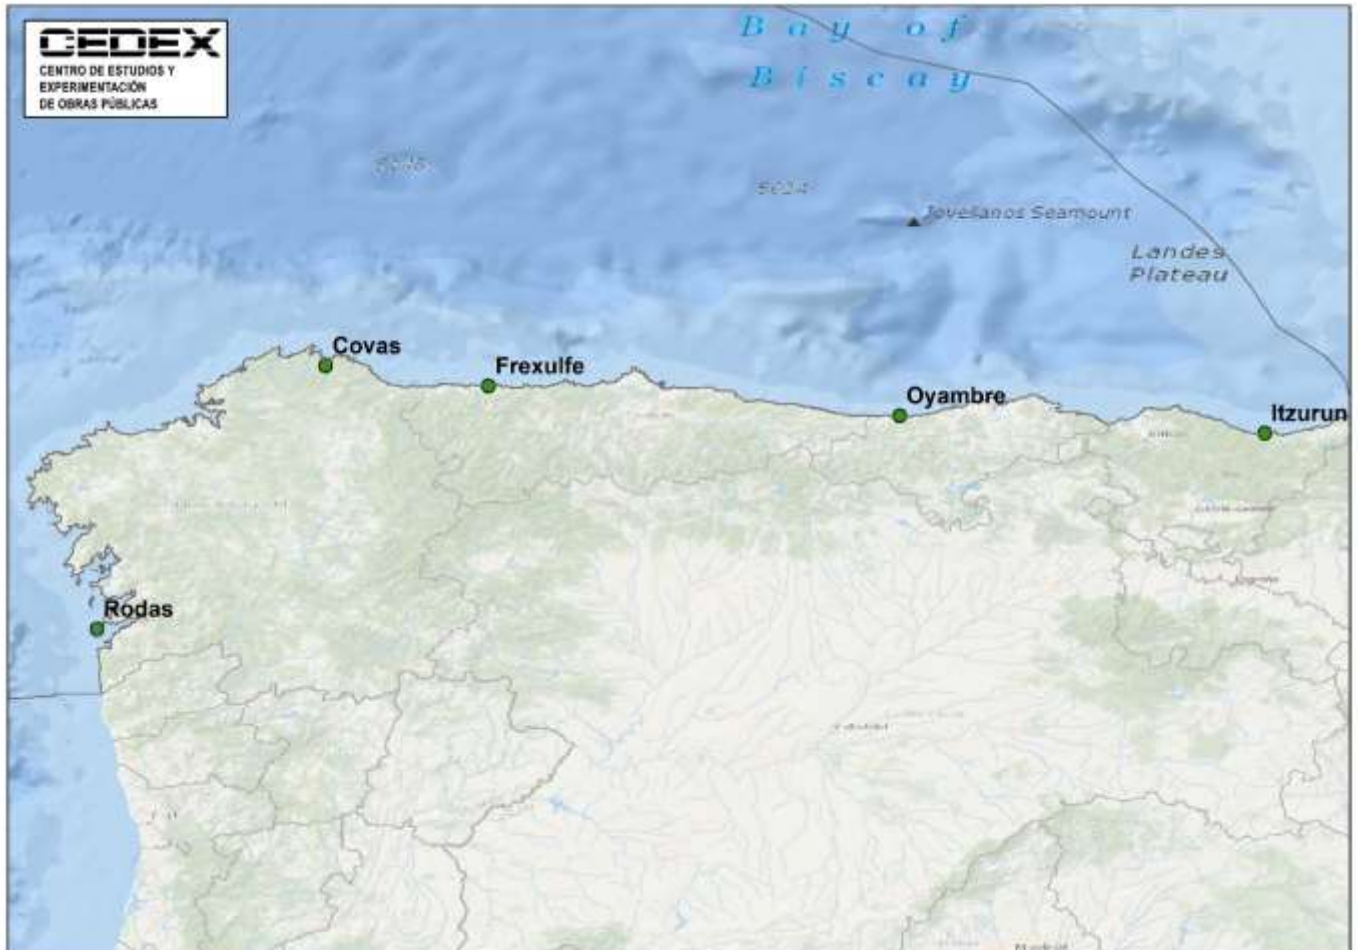 CEDEX
CENTRO DE ESTUDIOS Y
EXPERIMENTACIÓN
DE OBRAS PÚBLICAS
Bay of
Biscay
Jovellanos Seamount
Landes
Plateau
Covas
Frexulfe
Oyambre
Itzurun
Rodas
Madrid